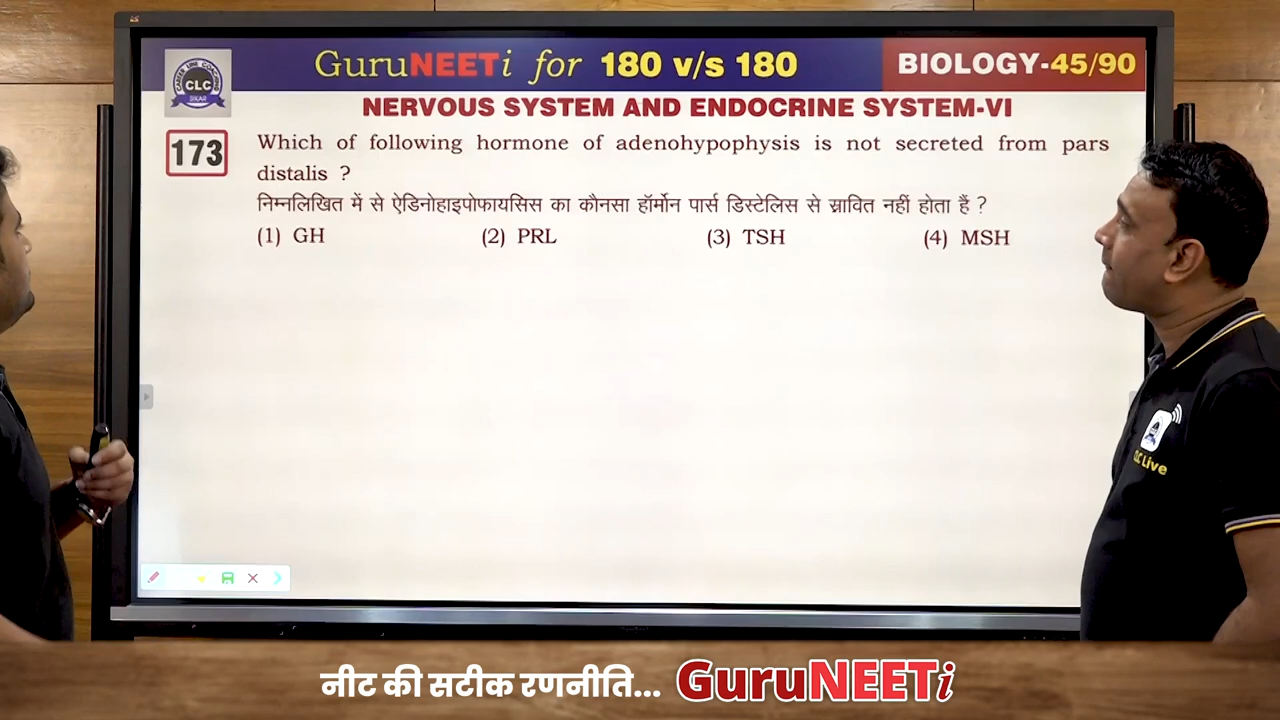 GuruNEETi for 180 v/s 180
BIOLOGY-45/90
CLC
NERVOUS SYSTEM AND ENDOCRINE SYSTEM-VI
173
Which of following hormone of adenohypophysis is not secreted from pars
distalis ?
निम्नलिखित में से ऐडिनोहाइपोफायसिस का कौनसा हॉर्मोन पार्स डिस्टेलिस से स्रावित नहीं होता हैं ?
(1) GH (2) PRL (3) TSH (4) MSH
Live
नीट की सटीक रणनीति... GuruNEETi